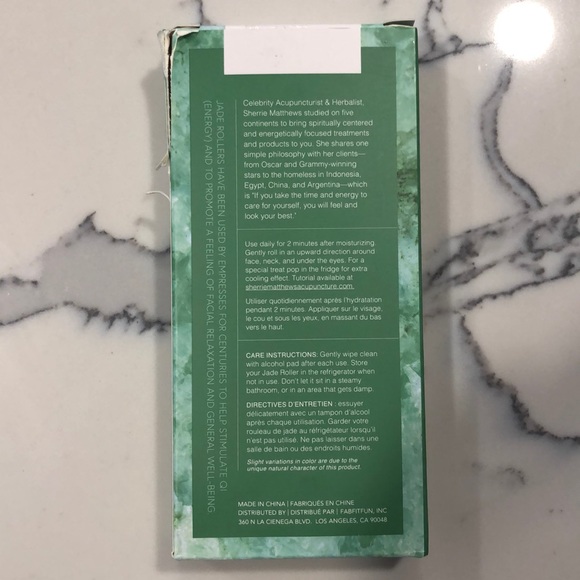 JADE ROLLERS HAVE BEEN USED BY EMPRESSES FOR CENTURIES TO HELP STIMULATE QI
(ENERGY) AND TO PROMOTE A FEELING OF FACIAL RELAXATION AND GENERAL WELL-BEING
Celebrity Acupuncturist & Herbalist,
Sherrie Matthews studied on five
continents to bring spiritually centered
and energetically focused treatments
and products to you. She shares one
simple philosophy with her clients—
from Oscar and Grammy-winning
stars to the homeless in Indonesia,
Egypt, China, and Argentina—which
is "If you take the time and energy to
care for yourself, you will feel and
look your best."
Use daily for 2 minutes after moisturizing.
Gently roll in an upward direction around
face, neck, and under the eyes. For a
special treat pop in the fridge for extra
cooling effect. Tutorial available at
sherriematthewsacupuncture.com.
Utiliser quotidiennement après l'hydratation
pendant 2 minutes. Appliquer sur le visage,
le cou et sous les yeux, en massant du bas
vers le haut.
CARE INSTRUCTIONS: Gently wipe clean
with alcohol pad after each use. Store
your Jade Roller in the refrigerator when
not in use. Don't let it sit in a steamy
bathroom, or in an area that gets damp.
DIRECTIVES D'ENTRETIEN : essuyer
délicatement avec un tampon d'alcool
après chaque utilisation. Garder votre
rouleau de jade au réfrigérateur lorsqu'il
n'est pas utilisé. Ne pas laisser dans une
salle de bain ou des endroits humides.
Slight variations in color are due to the
unique natural character of this product.
MADE IN CHINA | FABRIQUÉS EN CHINE
DISTRIBUTED BY | DISTRIBUÉ PAR | FABFITFUN, INC
360 N LA CIENEGA BLVD. LOS ANGELES, CA 90048